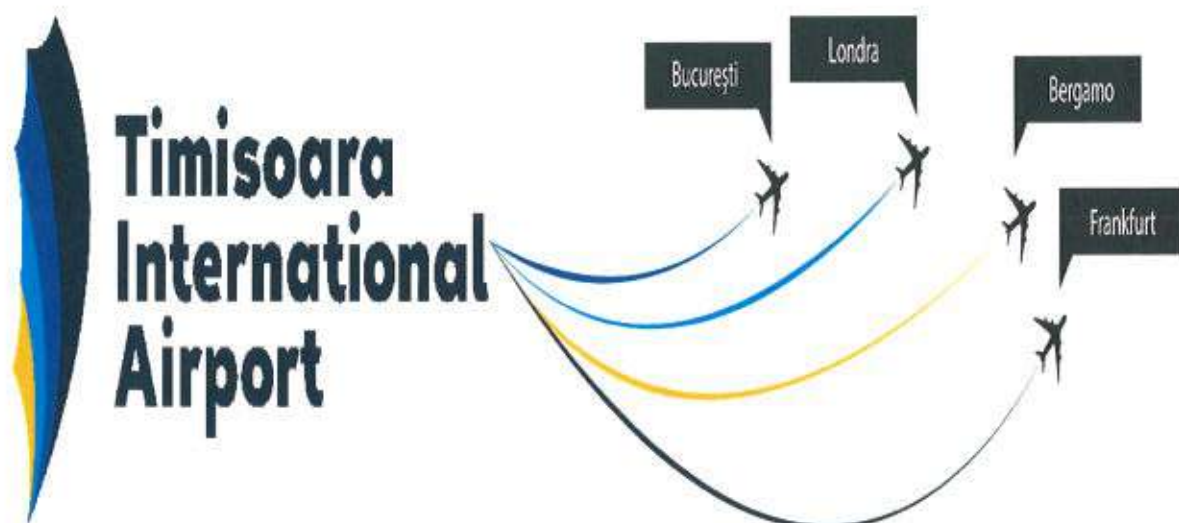 Timisoara
International
Airport
București
Londra
Bergamo
Frankfurt